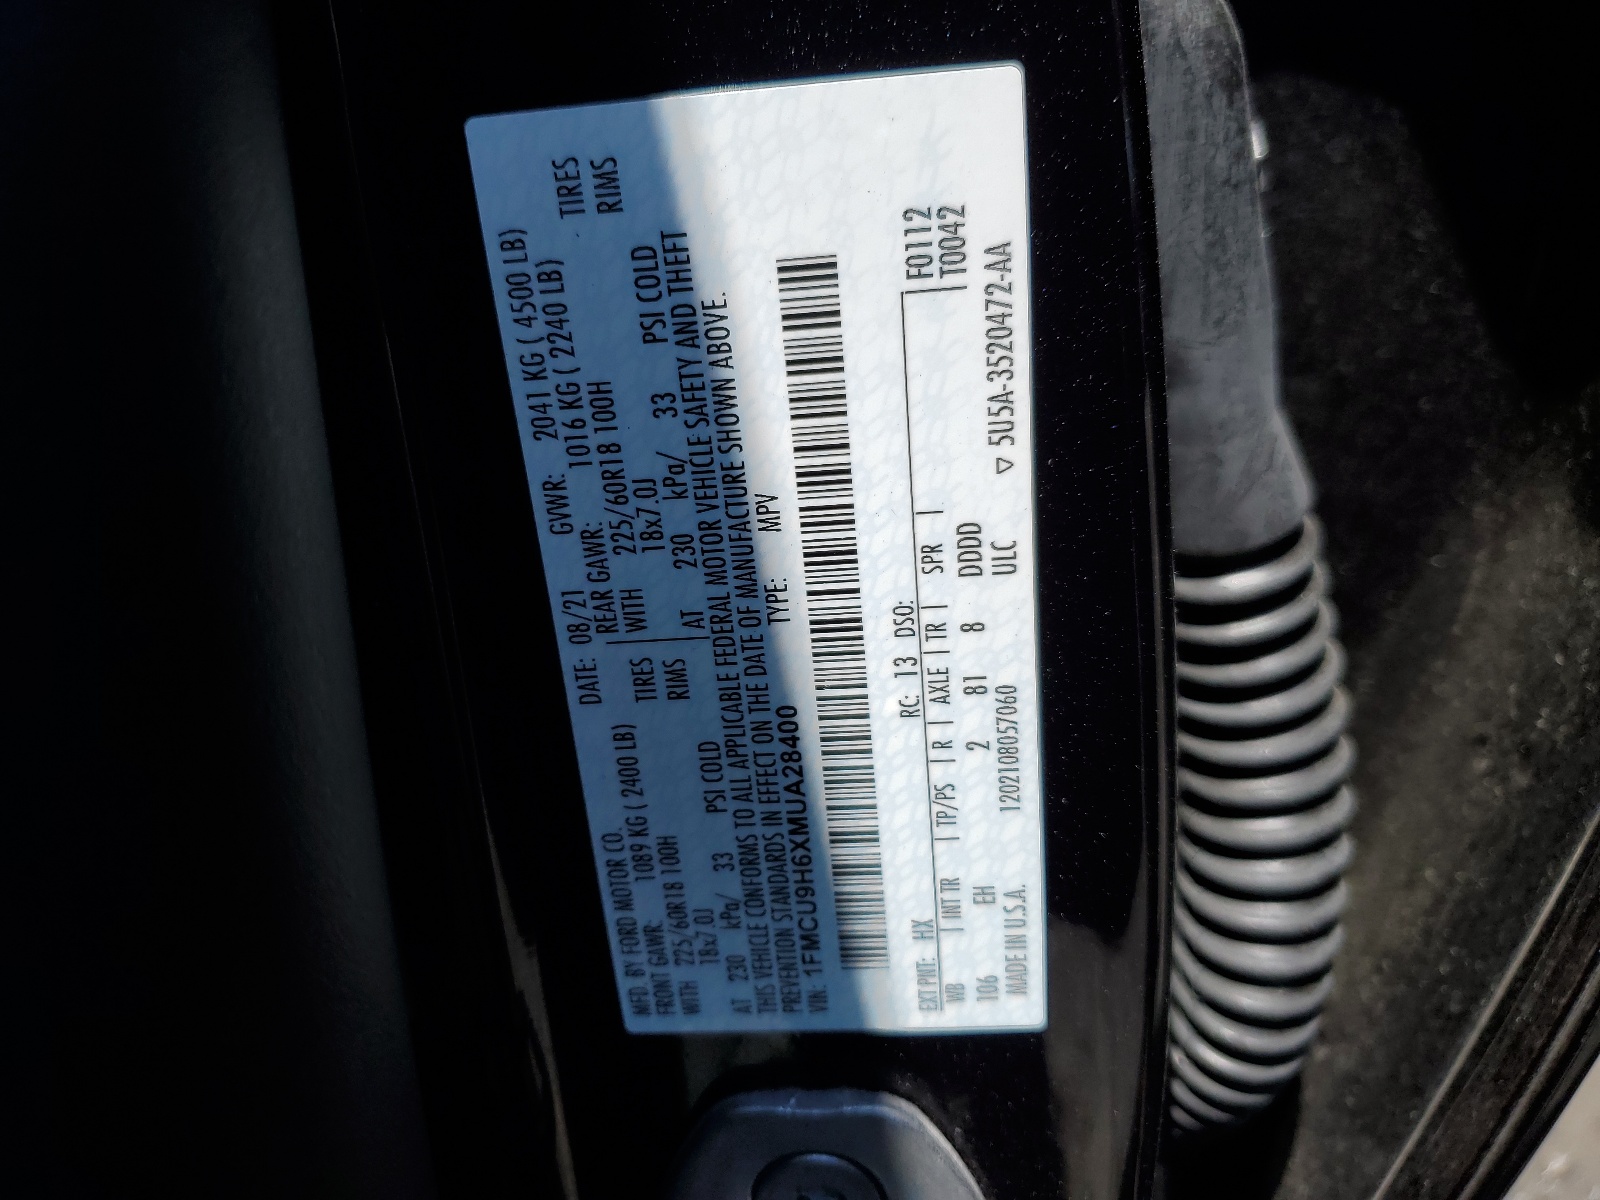 MFD. BY FORD MOTOR CO. DATE: 08/21 GVWR: 2041 KG ( 4500 LB)
FRONT GAWR: 1089 KG ( 2400 LB) REAR GAWR: 1016 KG ( 2240 LB)
WITH 225/60R18 100H TIRES WITH 225/60R18 100H TIRES
18x7.0J RIMS 18x7.0J RIMS
AT 230 kPa/ 33 PSI COLD AT 230 kPa/ 33 PSI COLD
THIS VEHICLE CONFORMS TO ALL APPLICABLE FEDERAL MOTOR VEHICLE SAFETY AND THEFT
PREVENTION STANDARDS IN EFFECT ON THE DATE OF MANUFACTURE SHOWN ABOVE.
VIN: 1FMCU9H6XMUA28400 TYPE: MPV
EXT PNT: HX RC: 13 DSO: F0112
WB | INT TR | TP/PS | R | AXLE | TR | SPR | T0042
106 EH 2 81 8 DDDD
MADE IN U.S.A. 1202108057060 ULC ▽ 5U5A-3520472-AA